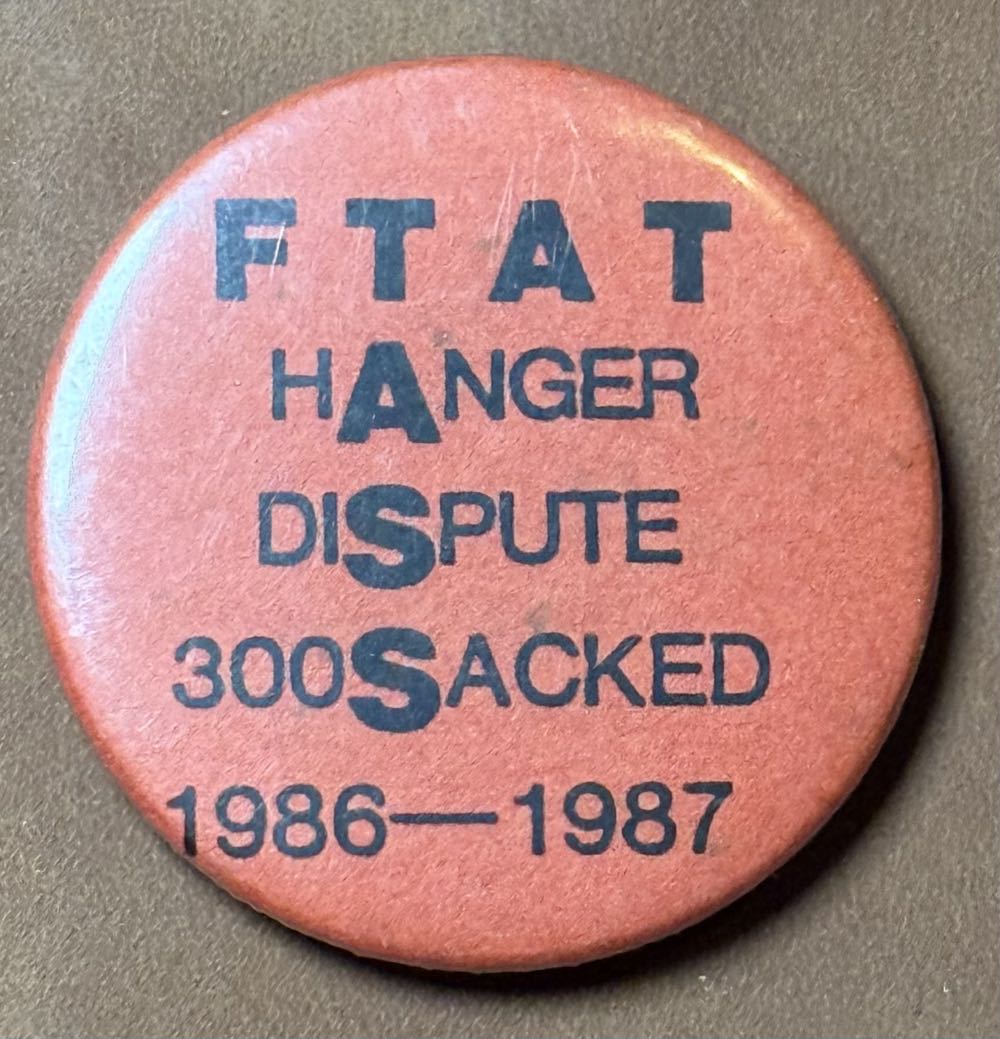 FTAT
HANGER
DISPUTE
300SACKED
1986—1987